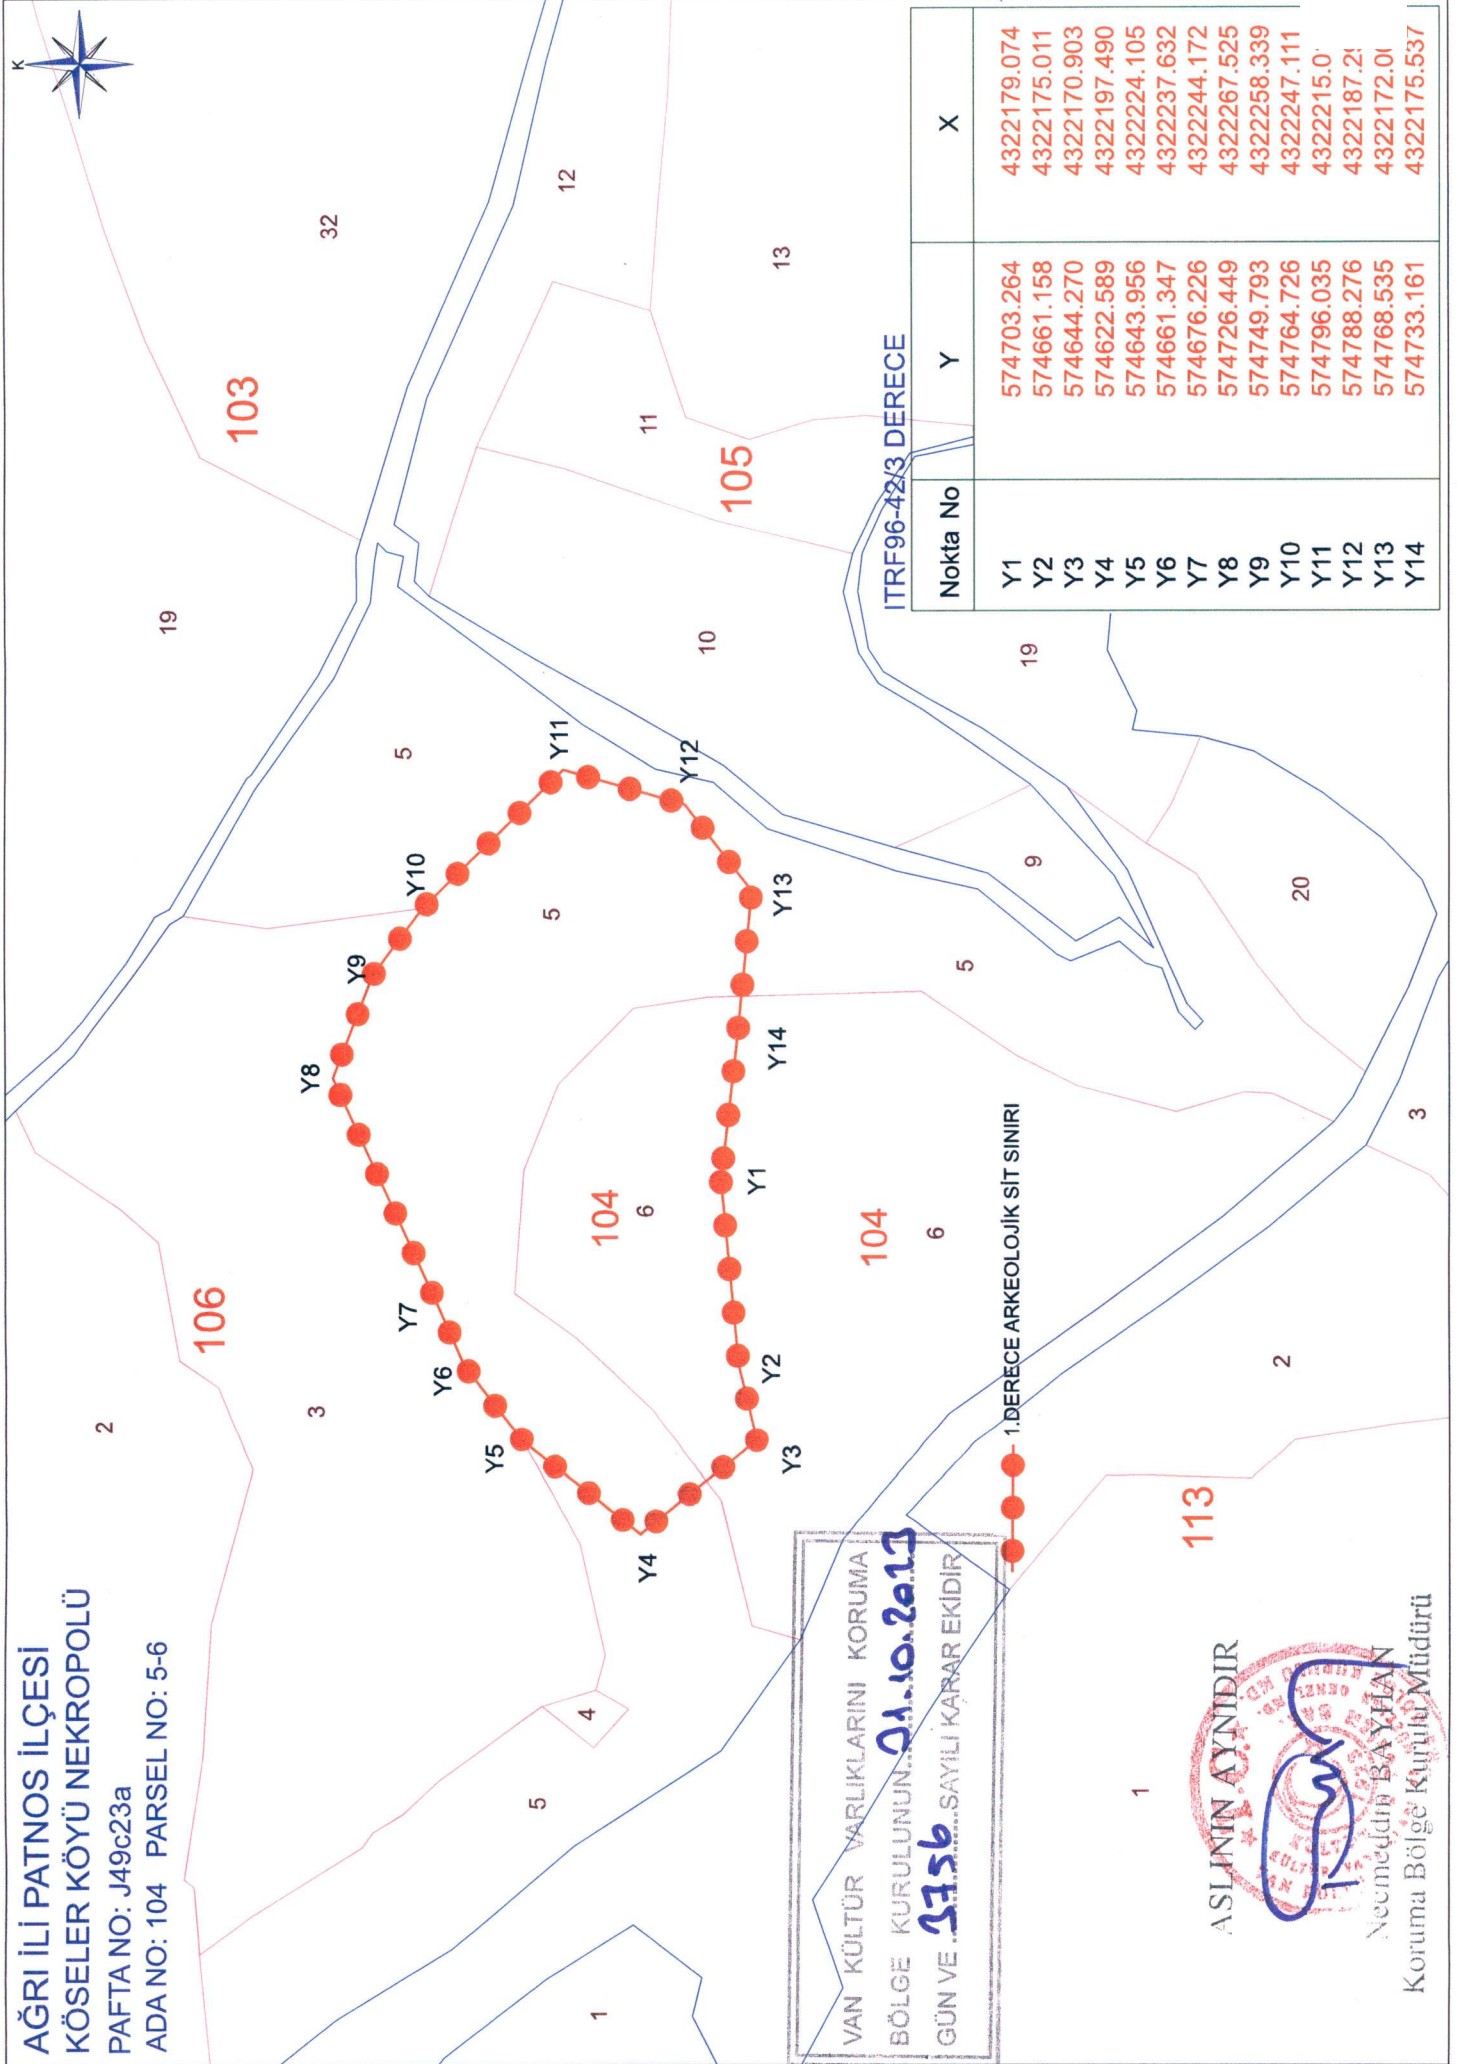 AĞRI İLİ PATNOS İLÇESİ
KÖSELER KÖYÜ NEKROPOLÜ
PAFTA NO: J49c23a
ADA NO: 104 PARSEL NO: 5-6
K
2
106
3
19
103
32
5
12
13
11
105
10
5
4
5
1
104
6
104
6
5
9
19
20
3
2
113
1
Y1
Y2
Y3
Y4
Y5
Y6
Y7
Y8
Y9
Y10
Y11
Y12
Y13
Y14
1.DERECE ARKEOLOJİK SİT SINIRI
ITRF96-42/3 DERECE
Nokta No Y X
Y1 574703.264 4322179.074
Y2 574661.158 4322175.011
Y3 574644.270 4322170.903
Y4 574622.589 4322197.490
Y5 574643.956 4322224.105
Y6 574661.347 4322237.632
Y7 574676.226 4322244.172
Y8 574726.449 4322267.525
Y9 574749.793 4322258.339
Y10 574764.726 4322247.111
Y11 574796.035 4322215.0
Y12 574788.276 4322187.2
Y13 574768.535 4322172.0
Y14 574733.161 4322175.537
VAN KÜLTÜR VARLIKLARINI KORUMA
BÖLGE KURULUNUN 31.10.2023
GÜN VE 3756 SAYILI KARAR EKİDİR
ASLININ AYNIDIR
Necmeddin BAYHAN
Koruma Bölge Kurulu Müdürü